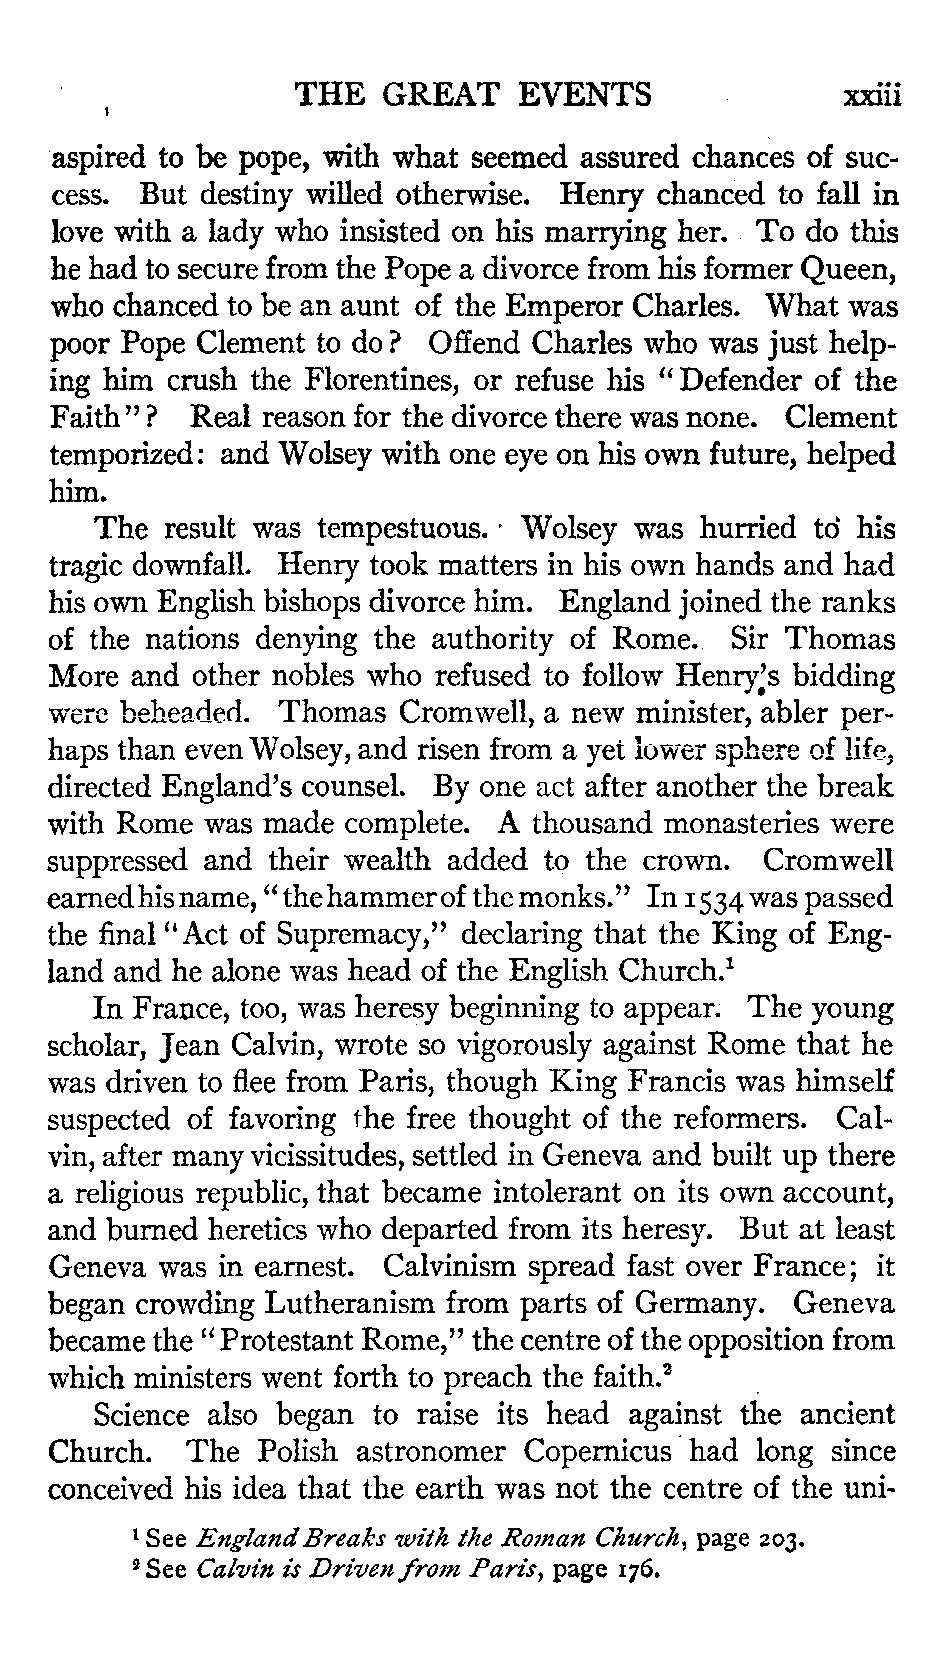 THE GREAT EVENTS xxiii
aspired to be pope, with what seemed assured chances of suc-
cess. But destiny willed otherwise. Henry chanced to fall in
love with a lady who insisted on his marrying her. To do this
he had to secure from the Pope a divorce from his former Queen,
who chanced to be an aunt of the Emperor Charles. What was
poor Pope Clement to do? Offend Charles who was just help-
ing him crush the Florentines, or refuse his "Defender of the
Faith"? Real reason for the divorce there was none. Clement
temporized: and Wolsey with one eye on his own future, helped
him.
The result was tempestuous. Wolsey was hurried to his
tragic downfall. Henry took matters in his own hands and had
his own English bishops divorce him. England joined the ranks
of the nations denying the authority of Rome. Sir Thomas
More and other nobles who refused to follow Henry's bidding
were beheaded. Thomas Cromwell, a new minister, abler per-
haps than even Wolsey, and risen from a yet lower sphere of life,
directed England's counsel. By one act after another the break
with Rome was made complete. A thousand monasteries were
suppressed and their wealth added to the crown. Cromwell
earned his name, "the hammer of the monks." In 1534 was passed
the final "Act of Supremacy," declaring that the King of Eng-
land and he alone was head of the English Church.¹
In France, too, was heresy beginning to appear. The young
scholar, Jean Calvin, wrote so vigorously against Rome that he
was driven to flee from Paris, though King Francis was himself
suspected of favoring the free thought of the reformers. Cal-
vin, after many vicissitudes, settled in Geneva and built up there
a religious republic, that became intolerant on its own account,
and burned heretics who departed from its heresy. But at least
Geneva was in earnest. Calvinism spread fast over France; it
began crowding Lutheranism from parts of Germany. Geneva
became the "Protestant Rome," the centre of the opposition from
which ministers went forth to preach the faith.²
Science also began to raise its head against the ancient
Church. The Polish astronomer Copernicus had long since
conceived his idea that the earth was not the centre of the uni-
¹ See England Breaks with the Roman Church, page 203.
² See Calvin is Driven from Paris, page 176.